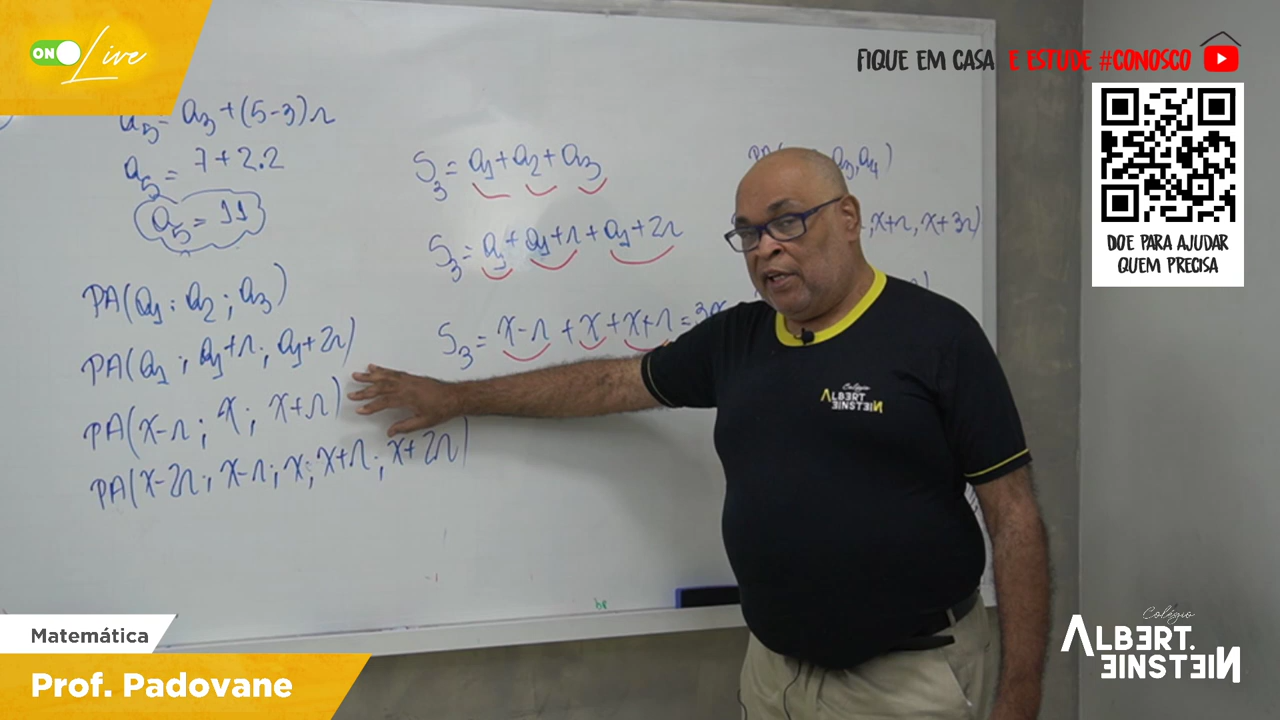 ON Live
FIQUE EM CASA E ESTUDE #CONOSCO
DOE PARA AJUDAR
QUEM PRECISA
a₅ = a₃ + (5-3)r
a₅ = 7 + 2.2
a₅ = 11
PA(a₁ ; a₂ ; a₃)
PA(a₁ ; a₁+r ; a₁+2r)
PA(x-r ; x ; x+r)
PA(x-2r ; x-r ; x ; x+r ; x+2r)
S₃ = a₁ + a₂ + a₃
S₃ = a₁ + a₁+r + a₁+2r
S₃ = x-r + x + x+r = 3x
a₃, a₄)
, x+r, x+3r)
Colégio
ALBERT
EINSTEIN
Matemática
Prof. Padovane
Colégio
ALBERT.
EINSTEIN